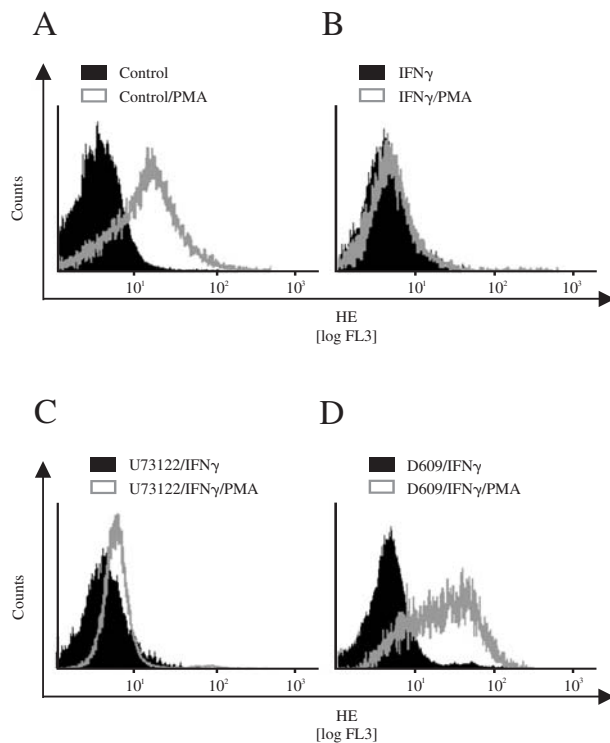 A
Control
Control/PMA
B
IFNγ
IFNγ/PMA
Counts
10¹ 10² 10³
10¹ 10² 10³
HE
[log FL3]
C
U73122/IFNγ
U73122/IFNγ/PMA
D
D609/IFNγ
D609/IFNγ/PMA
Counts
10¹ 10² 10³
10¹ 10² 10³
HE
[log FL3]